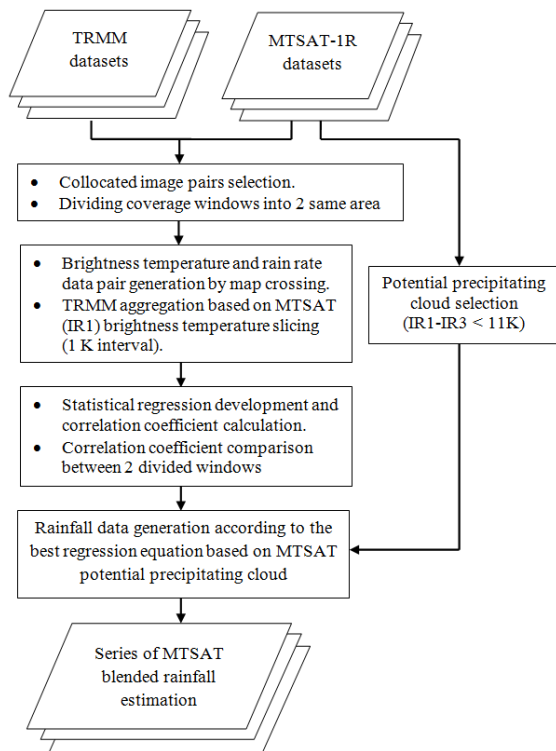 TRMM
datasets
MTSAT-1R
datasets
• Collocated image pairs selection.
• Dividing coverage windows into 2 same area
• Brightness temperature and rain rate
data pair generation by map crossing.
• TRMM aggregation based on MTSAT
(IR1) brightness temperature slicing
(1 K interval).
Potential precipitating
cloud selection
(IR1-IR3 < 11K)
• Statistical regression development and
correlation coefficient calculation.
• Correlation coefficient comparison
between 2 divided windows
Rainfall data generation according to the
best regression equation based on MTSAT
potential precipitating cloud
Series of MTSAT
blended rainfall
estimation